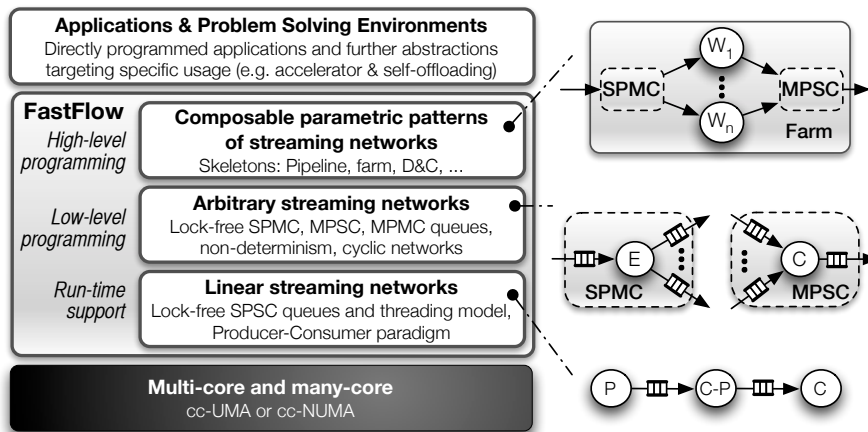 Applications & Problem Solving Environments
Directly programmed applications and further abstractions
targeting specific usage (e.g. accelerator & self-offloading)
FastFlow
High-level
programming
Composable parametric patterns
of streaming networks
Skeletons: Pipeline, farm, D&C, ...
Low-level
programming
Arbitrary streaming networks
Lock-free SPMC, MPSC, MPMC queues,
non-determinism, cyclic networks
Run-time
support
Linear streaming networks
Lock-free SPSC queues and threading model,
Producer-Consumer paradigm
Multi-core and many-core
cc-UMA or cc-NUMA
W1
SPMC
MPSC
Wn
Farm
E
SPMC
C
MPSC
P
C-P
C